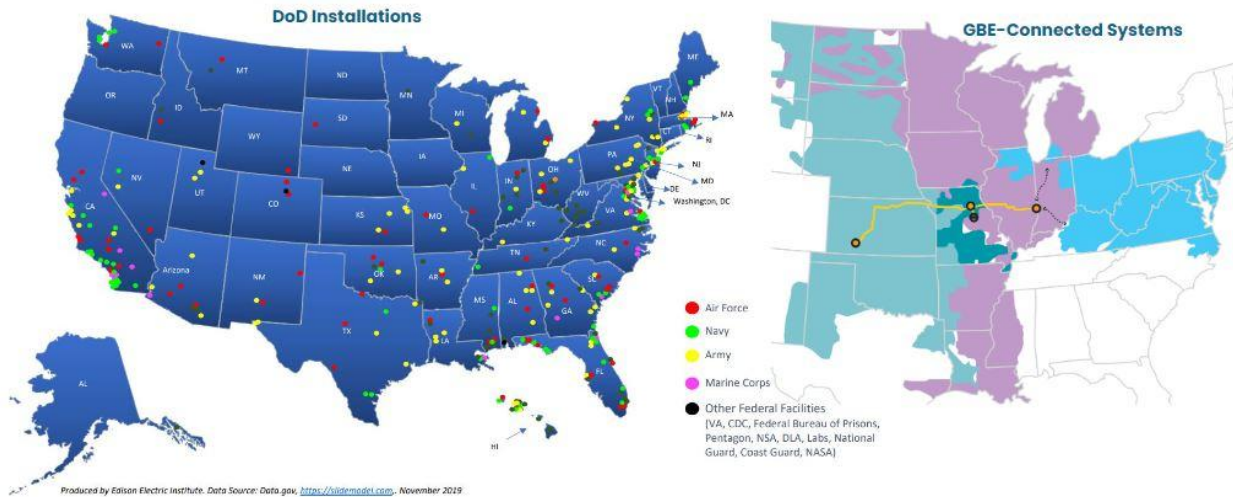 DoD Installations
GBE-Connected Systems
WA
MT
ND
MN
ME
OR
ID
WY
SD
MI
VT
NH
NY
MA
CT
RI
NV
UT
CO
NE
IA
IL
IN
OH
PA
NJ
MD
DE
Washington, DC
CA
KS
MO
KY
WV
VA
Arizona
NM
OK
AR
TN
NC
SC
TX
LA
MS
AL
GA
FL
AL
HI
Air Force
Navy
Army
Marine Corps
Other Federal Facilities
(VA, CDC, Federal Bureau of Prisons,
Pentagon, NSA, DLA, Labs, National
Guard, Coast Guard, NASA)
Produced by Edison Electric Institute. Data Source: Data.gov, https://slidemodel.com,. November 2019